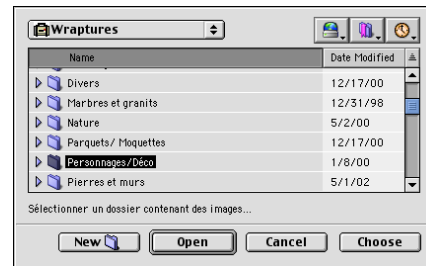 Wraptures
Name Date Modified
Divers 12/17/00
Marbres et granits 12/31/98
Nature 5/2/00
Parquets/ Moquettes 12/17/00
Personnages/Déco 1/8/00
Pierres et murs 5/1/02
Sélectionner un dossier contenant des images...
New Open Cancel Choose